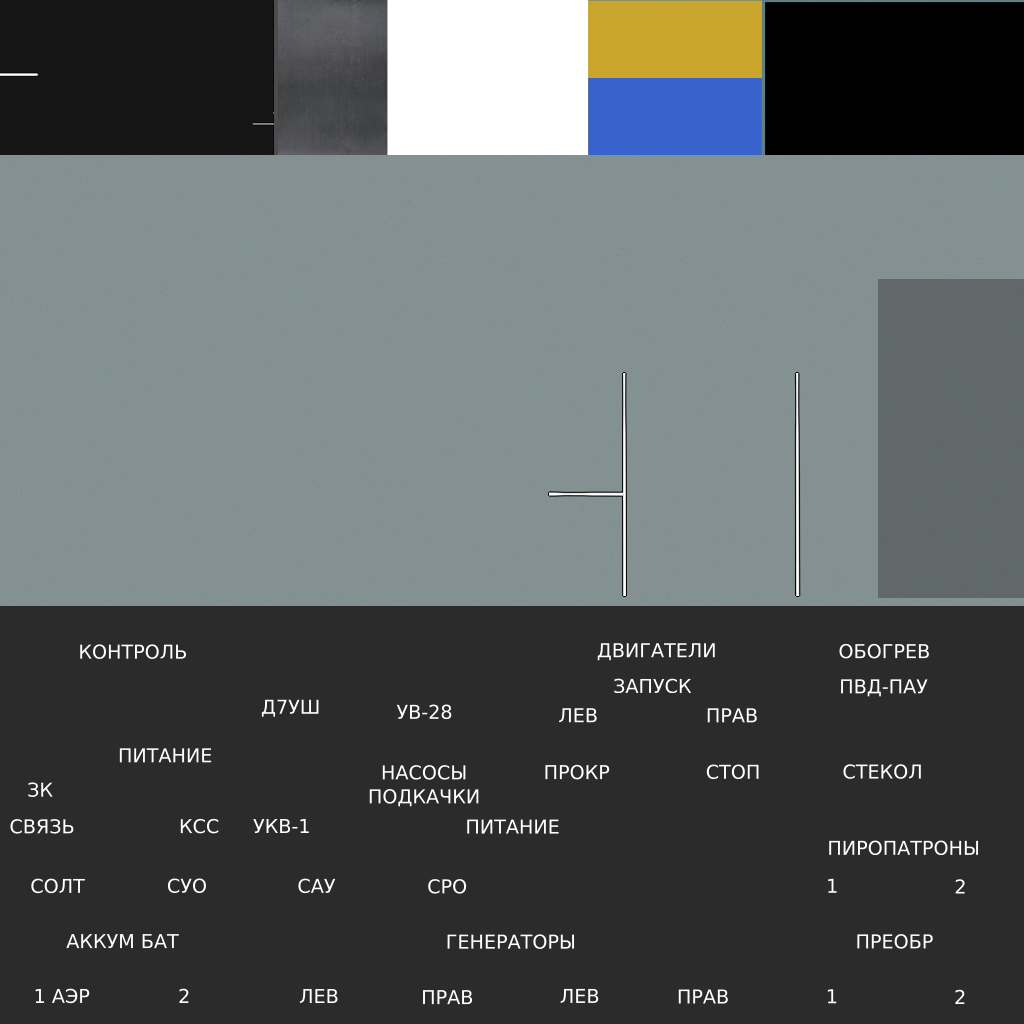 КОНТРОЛЬ
ДВИГАТЕЛИ
ОБОГРЕВ
ЗАПУСК
ПВД-ПАУ
Д7УШ
УВ-28
ЛЕВ
ПРАВ
ПИТАНИЕ
НАСОСЫ
ПОДКАЧКИ
ПРОКР
СТОП
СТЕКОЛ
ЗК
СВЯЗЬ
КСС
УКВ-1
ПИТАНИЕ
ПИРОПАТРОНЫ
СОЛТ
СУО
САУ
СРО
1
2
АККУМ БАТ
ГЕНЕРАТОРЫ
ПРЕОБР
1 АЭР
2
ЛЕВ
ПРАВ
ЛЕВ
ПРАВ
1
2